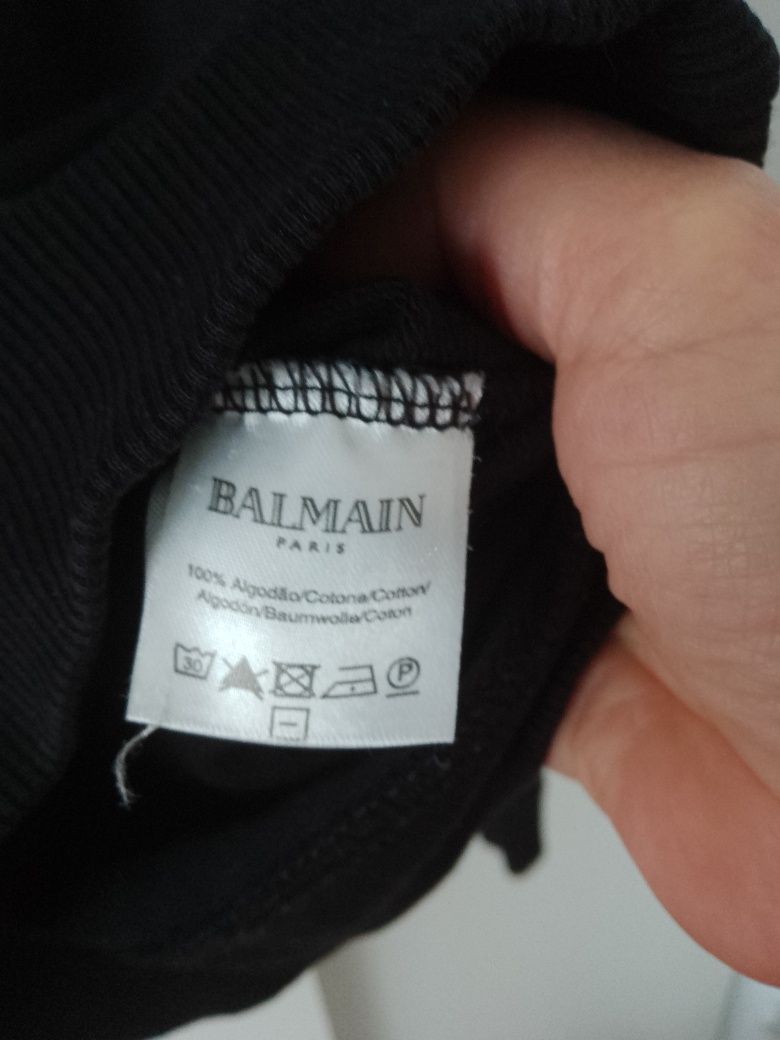 BALMAIN
PARIS
100% Algodão/Cotone/Cotton/
Algodón/Baumwolle/Coton
30
P